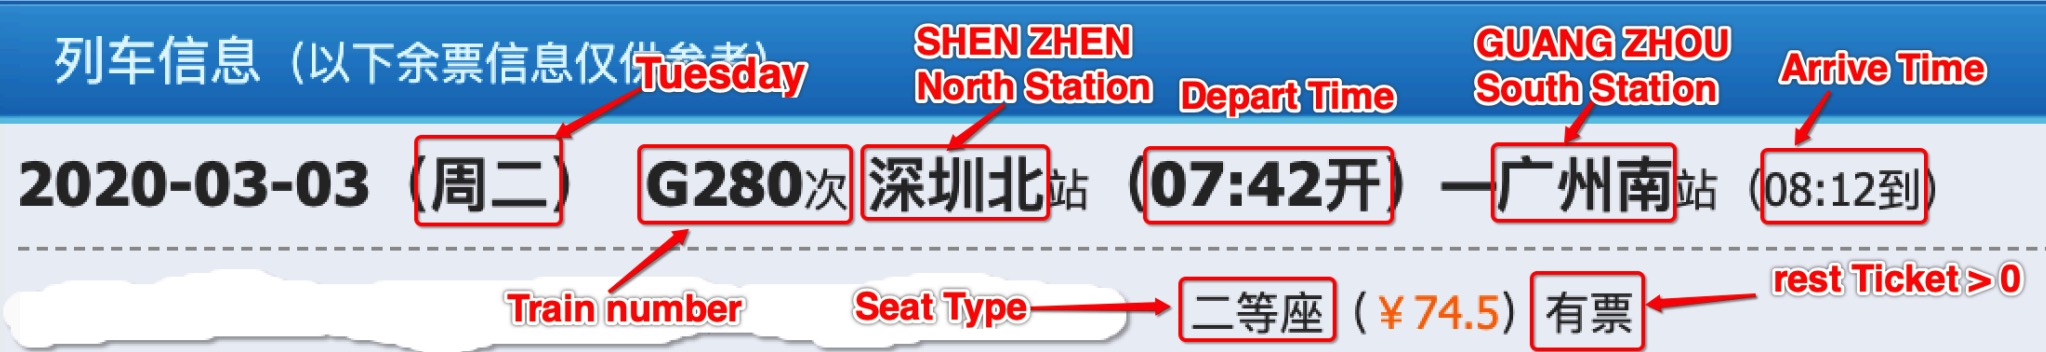 列车信息（以下余票信息仅供参考）
Tuesday
SHEN ZHEN
North Station
Depart Time
GUANG ZHOU
South Station
Arrive Time
2020-03-03（周二） G280次 深圳北站（07:42开）—广州南站（08:12到）
Train number
Seat Type
二等座（￥74.5）有票
rest Ticket > 0